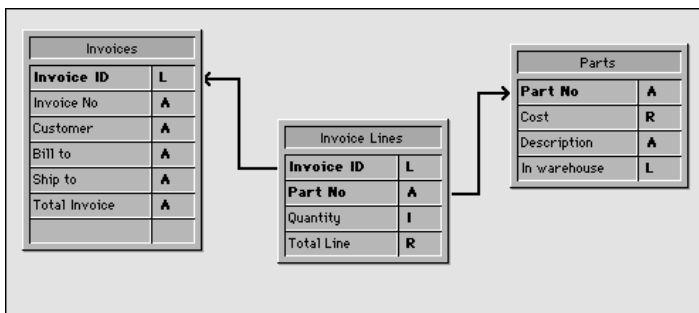 Invoices
Invoice ID L
Invoice No A
Customer A
Bill to A
Ship to A
Total Invoice A
Invoice Lines
Invoice ID L
Part No A
Quantity I
Total Line R
Parts
Part No A
Cost R
Description A
In warehouse L